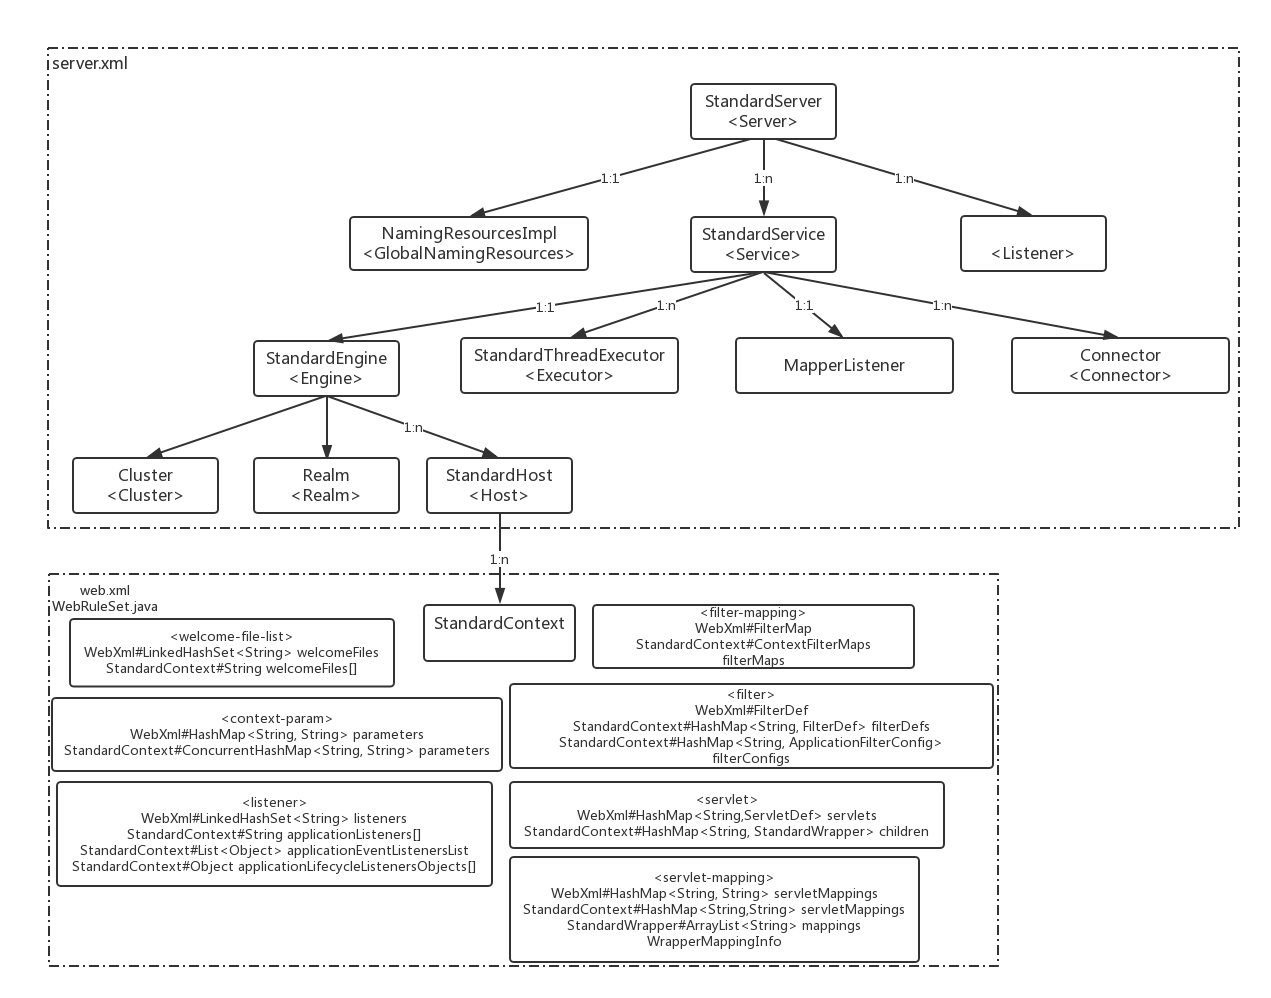 server.xml
StandardServer
<Server>
1:1
1:n
1:n
NamingResourcesImpl
<GlobalNamingResources>
StandardService
<Service>
<Listener>
1:1
1:n
1:1
1:n
StandardEngine
<Engine>
StandardThreadExecutor
<Executor>
MapperListener
Connector
<Connector>
1:n
Cluster
<Cluster>
Realm
<Realm>
StandardHost
<Host>
1:n
web.xml
WebRuleSet.java
StandardContext
<welcome-file-list>
WebXml#LinkedHashSet<String> welcomeFiles
StandardContext#String welcomeFiles[]
<filter-mapping>
WebXml#FilterMap
StandardContext#ContextFilterMaps
filterMaps
<context-param>
WebXml#HashMap<String, String> parameters
StandardContext#ConcurrentHashMap<String, String> parameters
<filter>
WebXml#FilterDef
StandardContext#HashMap<String, FilterDef> filterDefs
StandardContext#HashMap<String, ApplicationFilterConfig>
filterConfigs
<listener>
WebXml#LinkedHashSet<String> listeners
StandardContext#String applicationListeners[]
StandardContext#List<Object> applicationEventListenersList
StandardContext#Object applicationLifecycleListenersObjects[]
<servlet>
WebXml#HashMap<String,ServletDef> servlets
StandardContext#HashMap<String, StandardWrapper> children
<servlet-mapping>
WebXml#HashMap<String, String> servletMappings
StandardContext#HashMap<String,String> servletMappings
StandardWrapper#ArrayList<String> mappings
WrapperMappingInfo